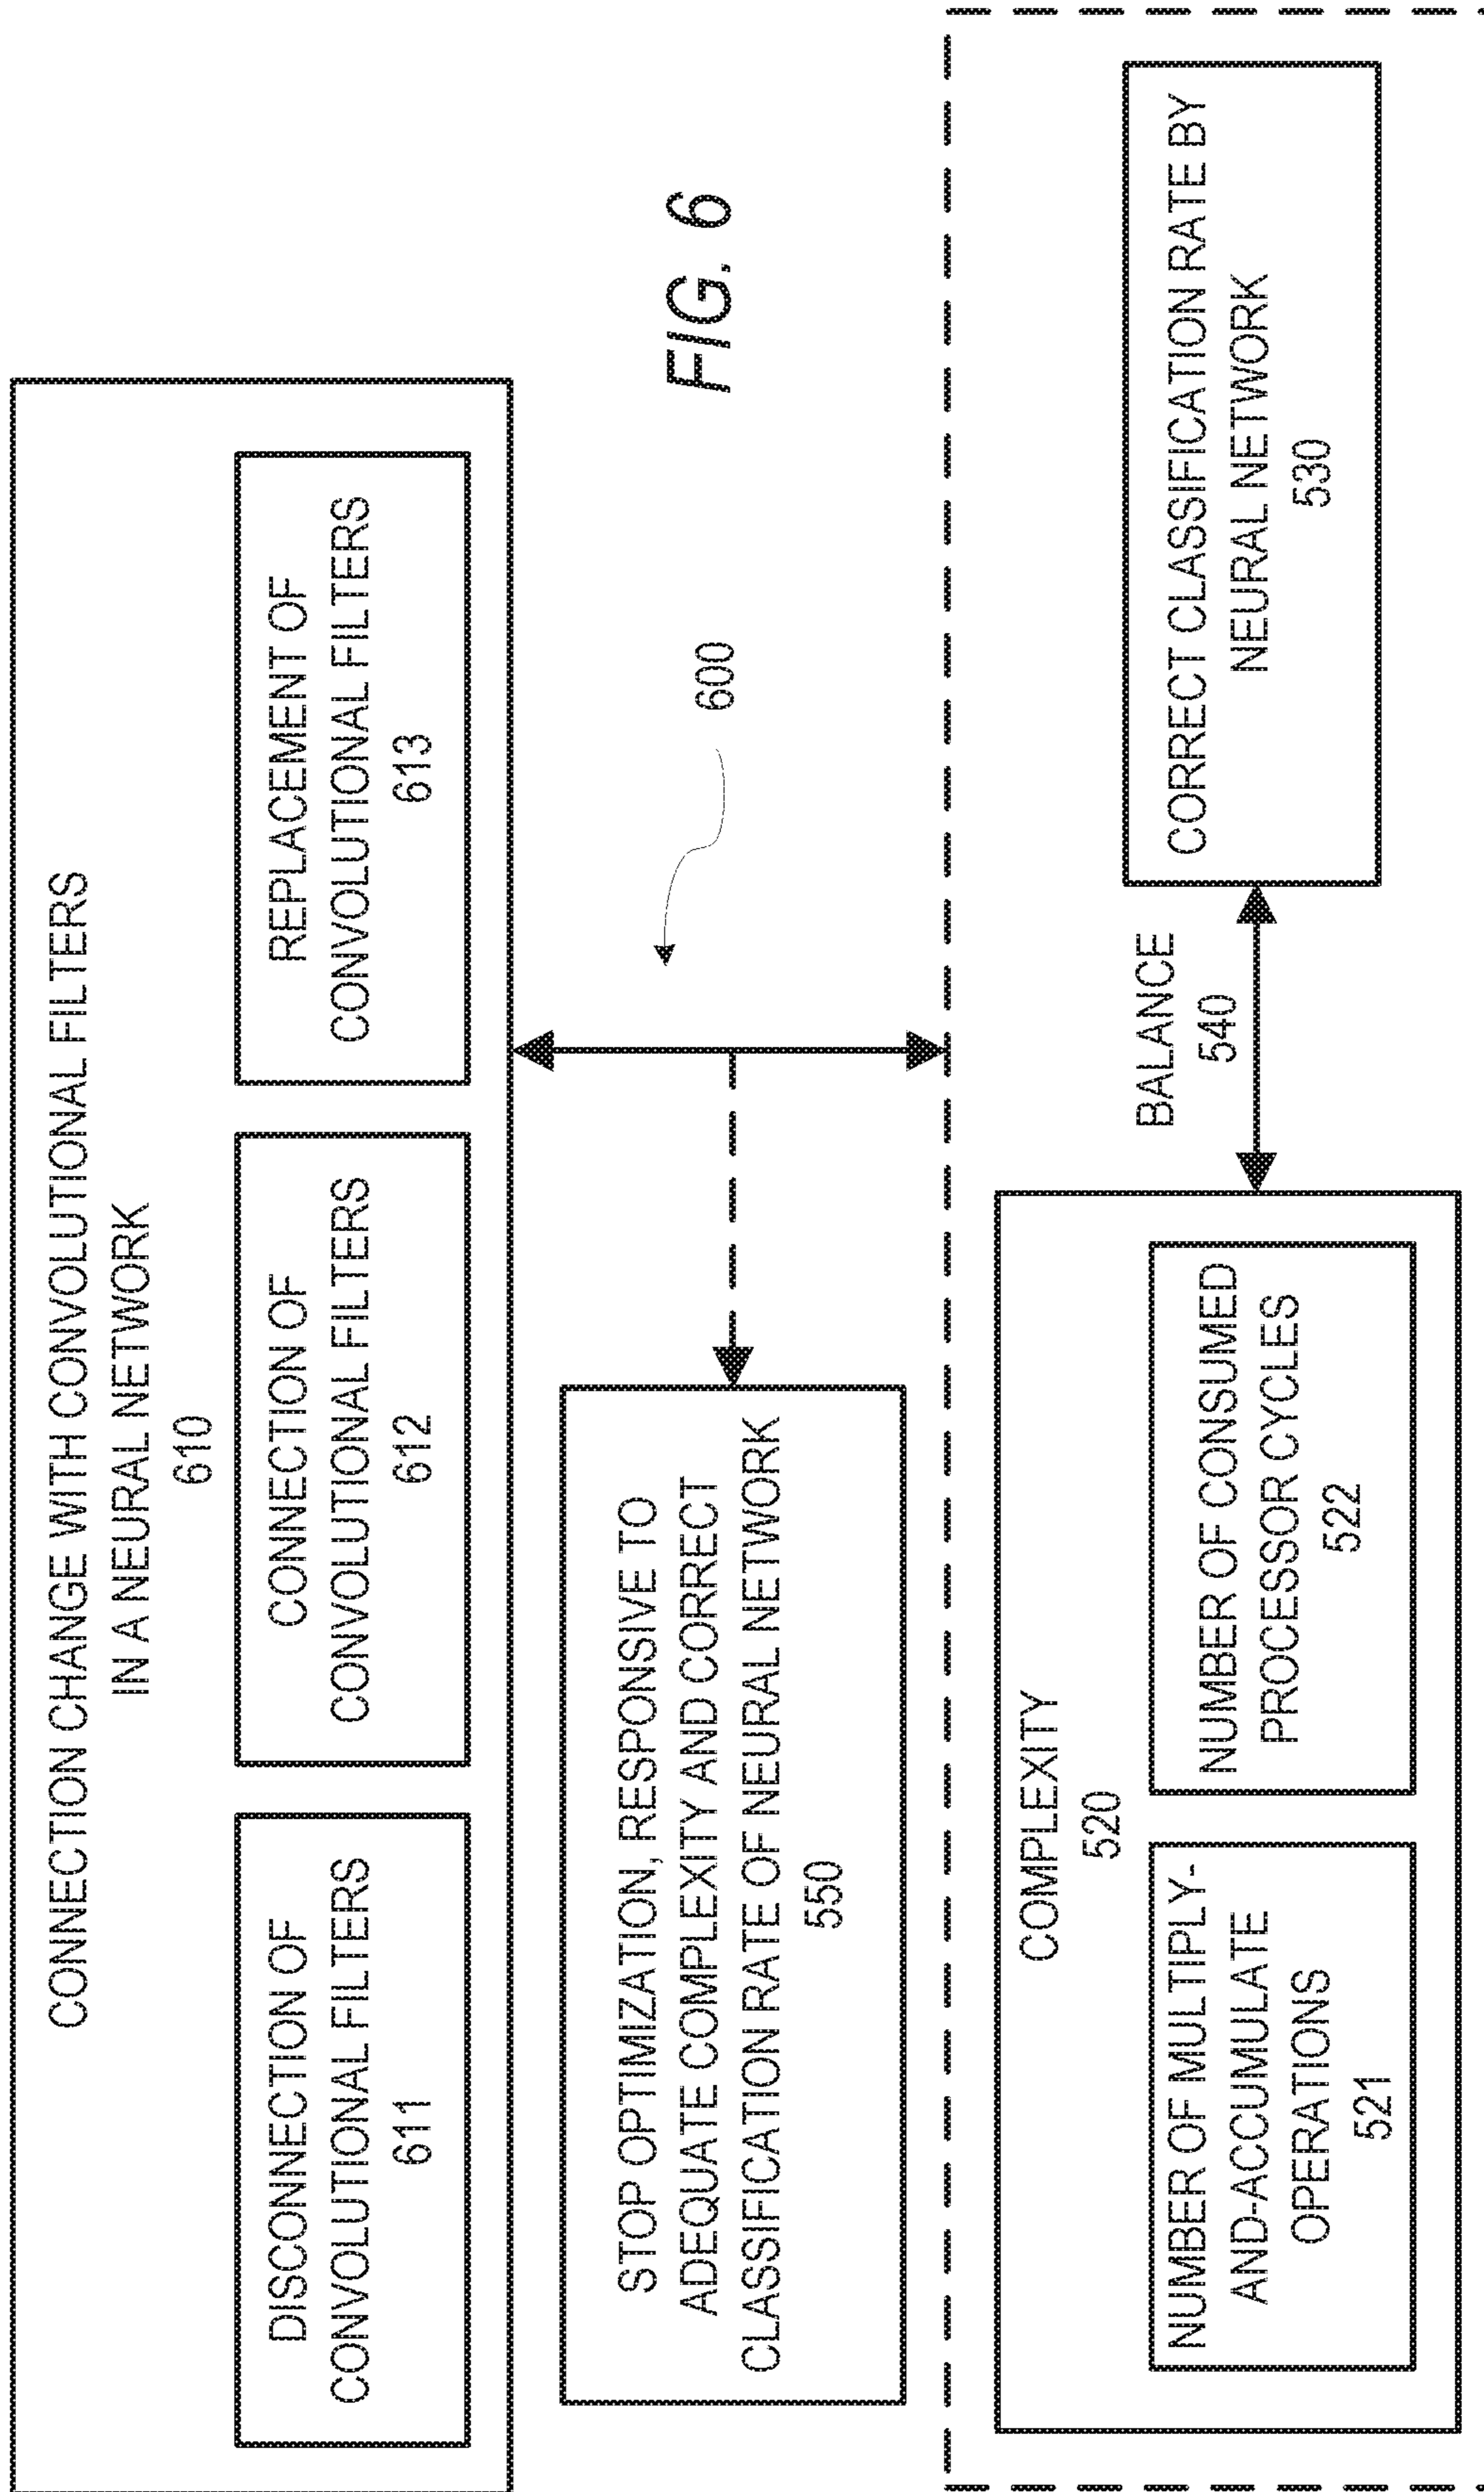 CONNECTION CHANGE WITH CONVOLUTIONAL FILTERS
IN A NEURAL NETWORK
610
DISCONNECTION OF
CONVOLUTIONAL FILTERS
611
CONNECTION OF
CONVOLUTIONAL FILTERS
612
REPLACEMENT OF
CONVOLUTIONAL FILTERS
613
STOP OPTIMIZATION, RESPONSIVE TO
ADEQUATE COMPLEXITY AND CORRECT
CLASSIFICATION RATE OF NEURAL NETWORK
550
600
FIG. 6
COMPLEXITY
520
NUMBER OF MULTIPLY-
AND-ACCUMULATE
OPERATIONS
521
NUMBER OF CONSUMED
PROCESSOR CYCLES
522
BALANCE
540
CORRECT CLASSIFICATION RATE BY
NEURAL NETWORK
530